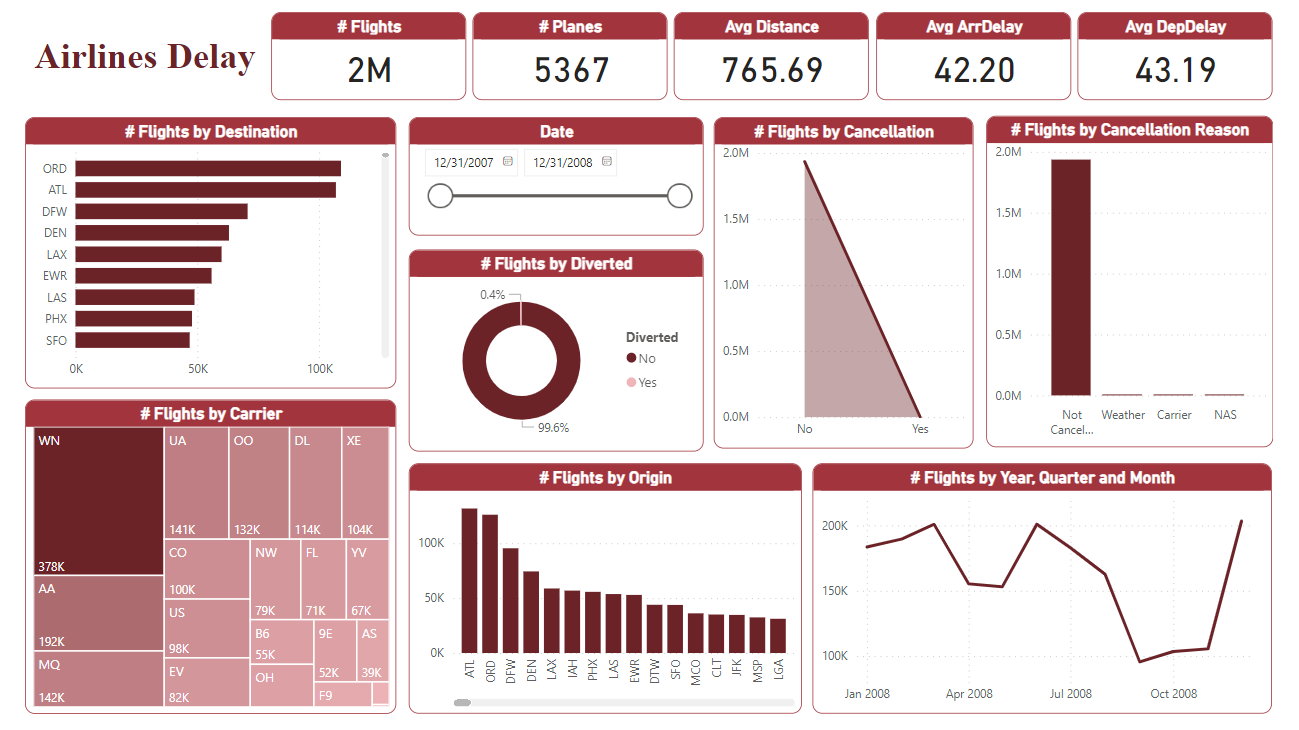 Airlines Delay
# Flights
2M
# Planes
5367
Avg Distance
765.69
Avg ArrDelay
42.20
Avg DepDelay
43.19
# Flights by Destination
ORD
ATL
DFW
DEN
LAX
EWR
LAS
PHX
SFO
0K 50K 100K
Date
12/31/2007 12/31/2008
# Flights by Diverted
0.4%
99.6%
Diverted
No
Yes
# Flights by Cancellation
2.0M
1.5M
1.0M
0.5M
0.0M
No Yes
# Flights by Cancellation Reason
2.0M
1.5M
1.0M
0.5M
0.0M
Not
Cancel...
Weather
Carrier
NAS
# Flights by Carrier
WN
378K
AA
192K
MQ
142K
UA
141K
OO
132K
DL
114K
XE
104K
CO
100K
US
98K
EV
82K
NW
79K
FL
71K
YV
67K
B6
55K
OH
9E
52K
AS
39K
F9
# Flights by Origin
100K
50K
0K
ATL
ORD
DFW
DEN
LAX
IAH
PHX
LAS
EWR
DTW
SFO
MCO
CLT
JFK
MSP
LGA
# Flights by Year, Quarter and Month
200K
150K
100K
Jan 2008 Apr 2008 Jul 2008 Oct 2008